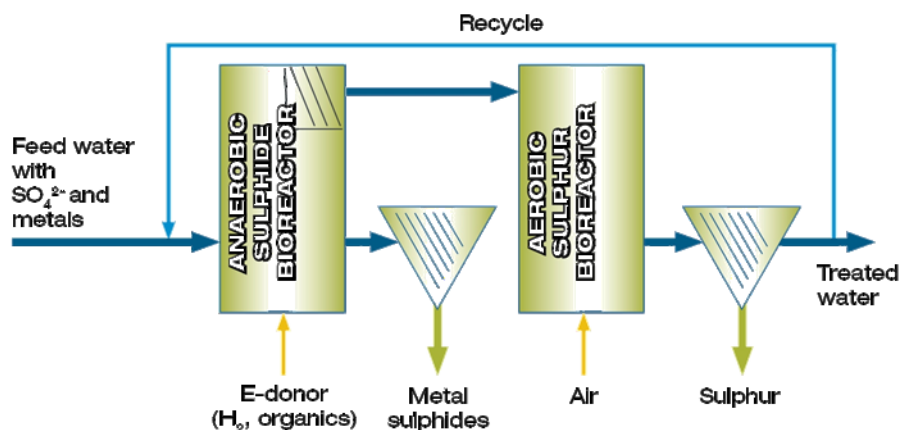 Recycle
Feed water
with
SO₄²⁻ and
metals
ANAEROBIC
SULPHIDE
BIOREACTOR
AEROBIC
SULPHUR
BIOREACTOR
Treated
water
E-donor
(H₂, organics)
Metal
sulphides
Air
Sulphur